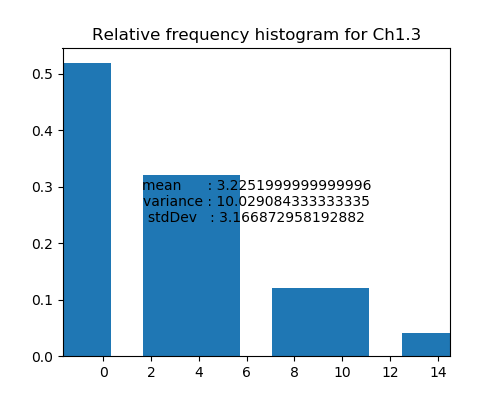 Relative frequency histogram for Ch1.3
0.5
0.4
0.3
0.2
0.1
0.0
mean : 3.2251999999999996
variance : 10.029084333333335
stdDev : 3.166872958192882
0 2 4 6 8 10 12 14